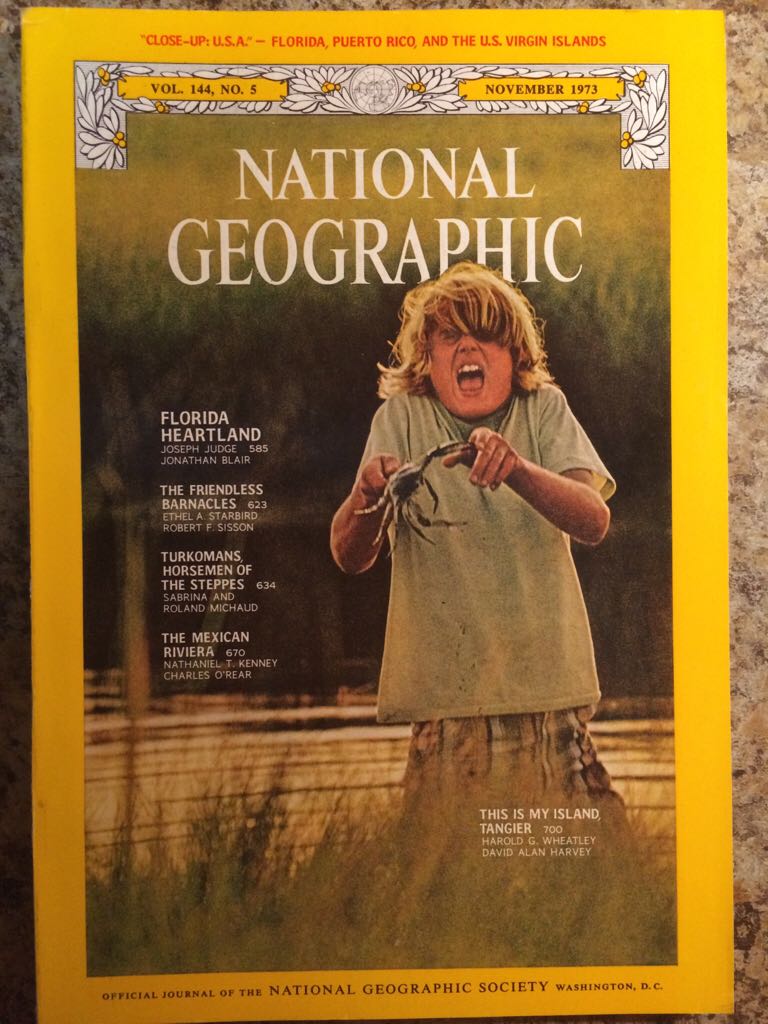 "CLOSE-UP: U.S.A." – FLORIDA, PUERTO RICO, AND THE U.S. VIRGIN ISLANDS
VOL. 144, NO. 5
NOVEMBER 1973
NATIONAL
GEOGRAPHIC
FLORIDA
HEARTLAND
JOSEPH JUDGE 585
JONATHAN BLAIR
THE FRIENDLESS
BARNACLES 623
ETHEL A. STARBIRD
ROBERT F. SISSON
TURKOMANS,
HORSEMEN OF
THE STEPPES 634
SABRINA AND
ROLAND MICHAUD
THE MEXICAN
RIVIERA 670
NATHANIEL T. KENNEY
CHARLES O'REAR
THIS IS MY ISLAND,
TANGIER 700
HAROLD G. WHEATLEY
DAVID ALAN HARVEY
OFFICIAL JOURNAL OF THE NATIONAL GEOGRAPHIC SOCIETY WASHINGTON, D.C.